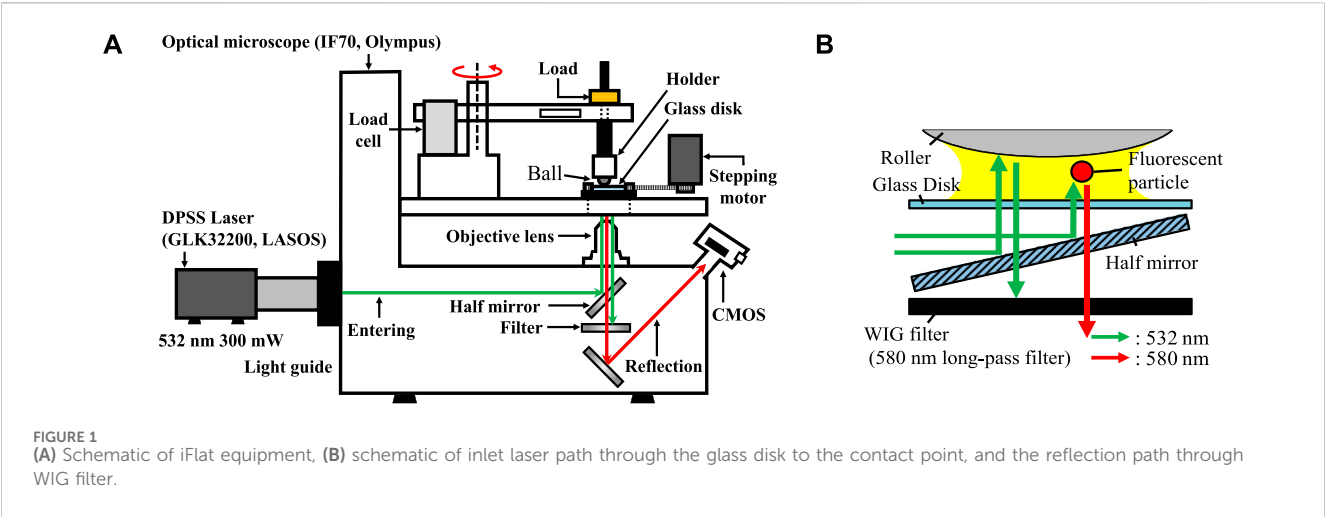 A
Optical microscope (IF70, Olympus)
Load
Holder
Glass disk
Load
cell
Ball
Stepping
motor
DPSS Laser
(GLK32200, LASOS)
Objective lens
Half mirror
CMOS
Entering
Filter
532 nm 300 mW
Reflection
Light guide
B
Roller
Fluorescent
particle
Glass Disk
Half mirror
WIG filter
(580 nm long-pass filter)
: 532 nm
: 580 nm
FIGURE 1
(A) Schematic of iFlat equipment, (B) schematic of inlet laser path through the glass disk to the contact point, and the reflection path through
WIG filter.